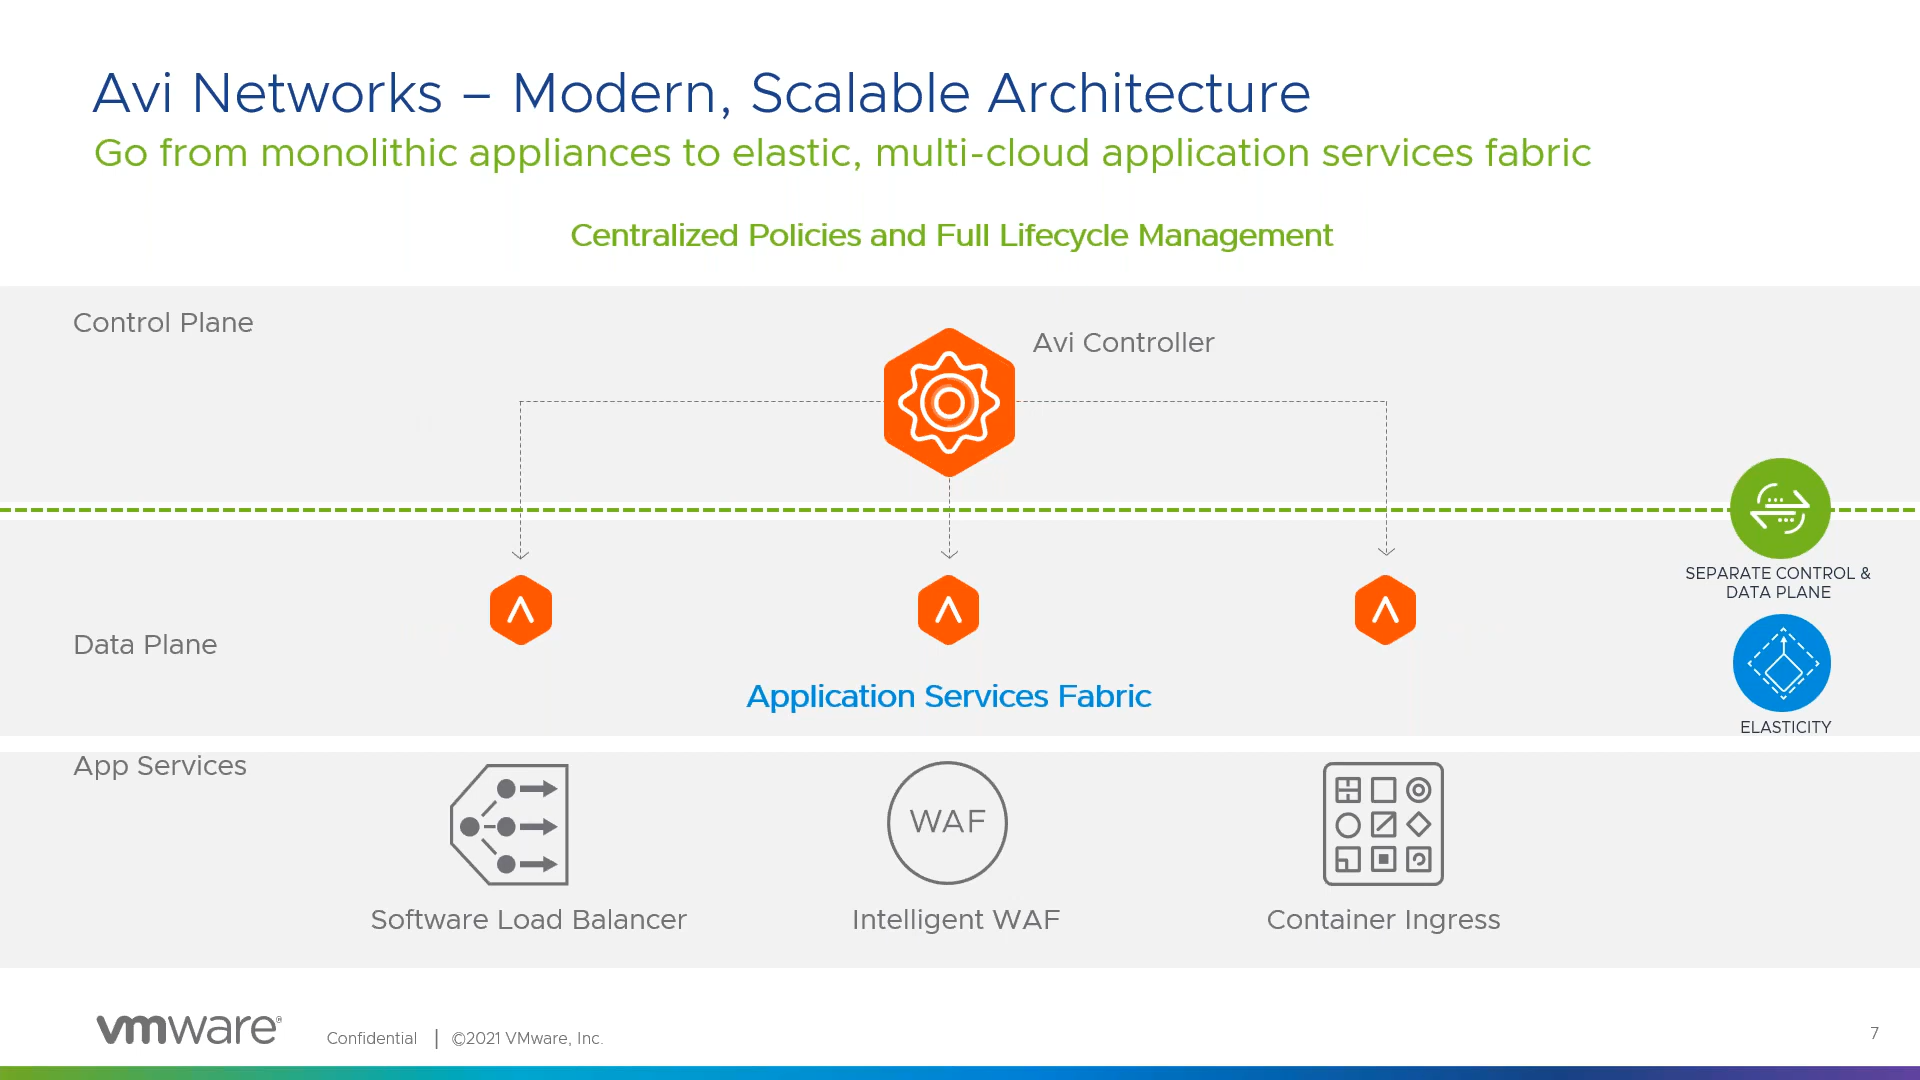 Avi Networks – Modern, Scalable Architecture
Go from monolithic appliances to elastic, multi-cloud application services fabric
Centralized Policies and Full Lifecycle Management
Control Plane
Avi Controller
SEPARATE CONTROL &
DATA PLANE
Data Plane
Application Services Fabric
ELASTICITY
App Services
WAF
Software Load Balancer
Intelligent WAF
Container Ingress
vmware®
Confidential | ©2021 VMware, Inc.
7